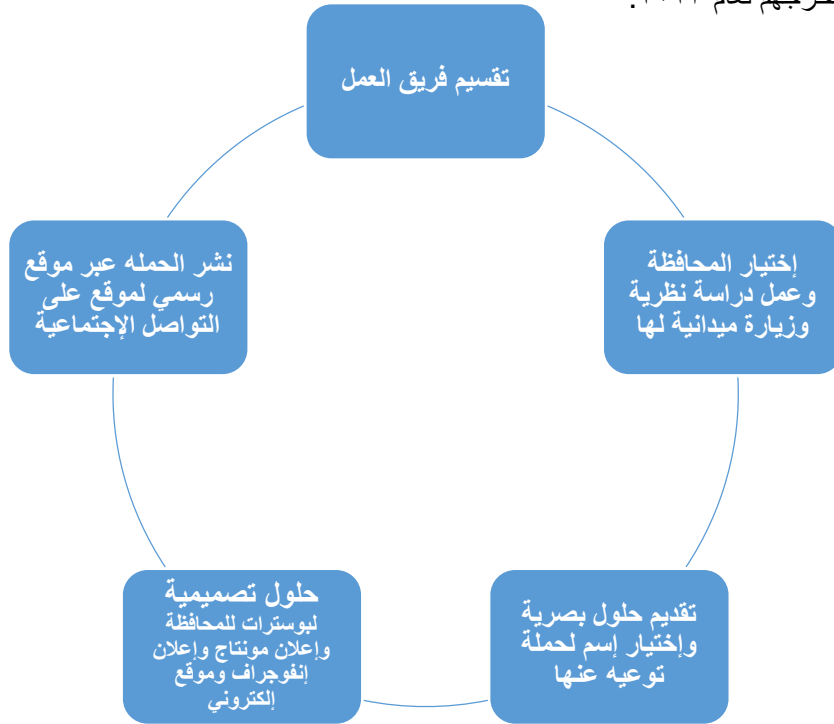 لعام
تقسيم فريق العمل
إختيار المحافظة
وعمل دراسة نظرية
وزيارة ميدانية لها
تقديم حلول بصرية
وإختيار إسم لحملة
توعيه عنها
حلول تصميمية
لبوسترات للمحافظة
وإعلان مونتاج وإعلان
إنفوجراف وموقع
إلكتروني
نشر الحمله عبر موقع
رسمي لموقع على
التواصل الإجتماعية